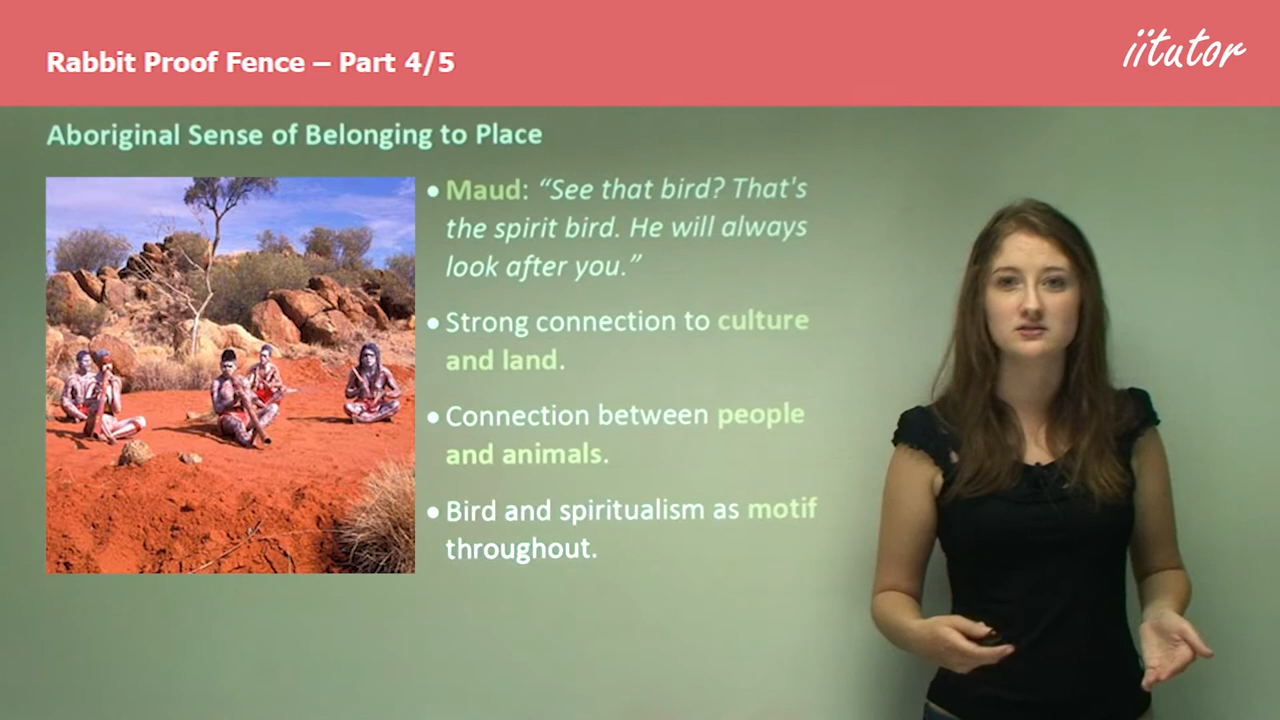 Rabbit Proof Fence – Part 4/5
iitutor
Aboriginal Sense of Belonging to Place
• Maud: “See that bird? That's
the spirit bird. He will always
look after you.”
• Strong connection to culture
and land.
• Connection between people
and animals.
• Bird and spiritualism as motif
throughout.